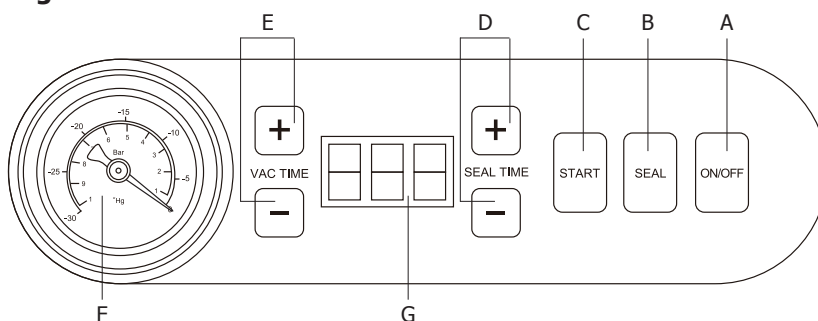 E D C B A
-15
-20 -10
6 5 4
Bar
8 3
-25 VAC TIME SEAL TIME START SEAL ON/OFF
9 2 -5
1 "Hg 1
-30
F G